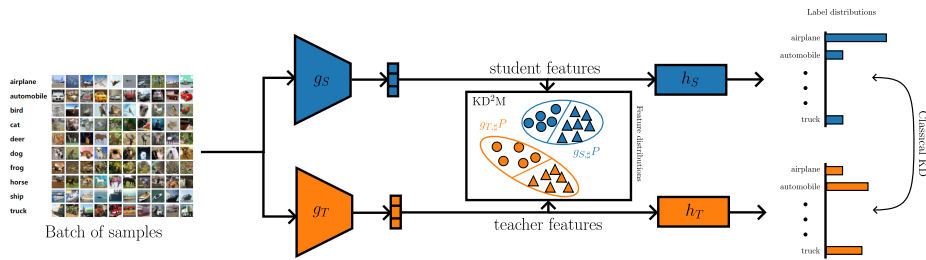 airplane
automobile
bird
cat
deer
dog
frog
horse
ship
truck
Batch of samples
g_S
g_T
student features
KD²M
g_{T,♯}P
g_{S,♯}P
Feature distributions
teacher features
h_S
h_T
Label distributions
airplane
automobile
truck
airplane
automobile
truck
Classical KD